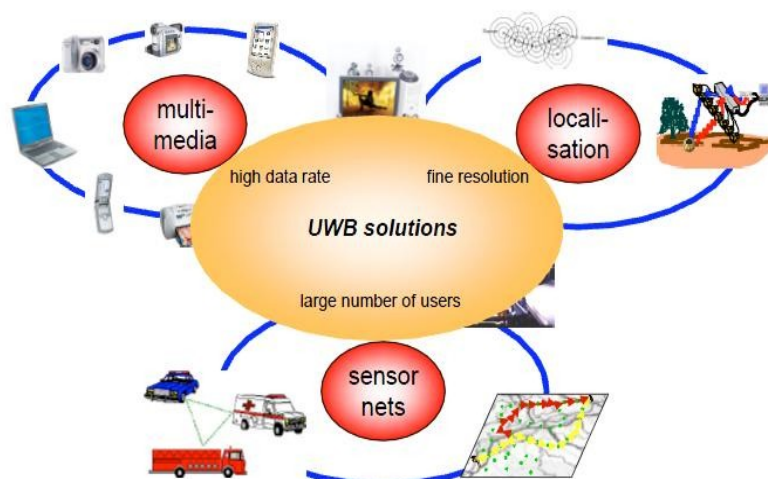 multi-
media
locali-
sation
high data rate
fine resolution
UWB solutions
large number of users
sensor
nets